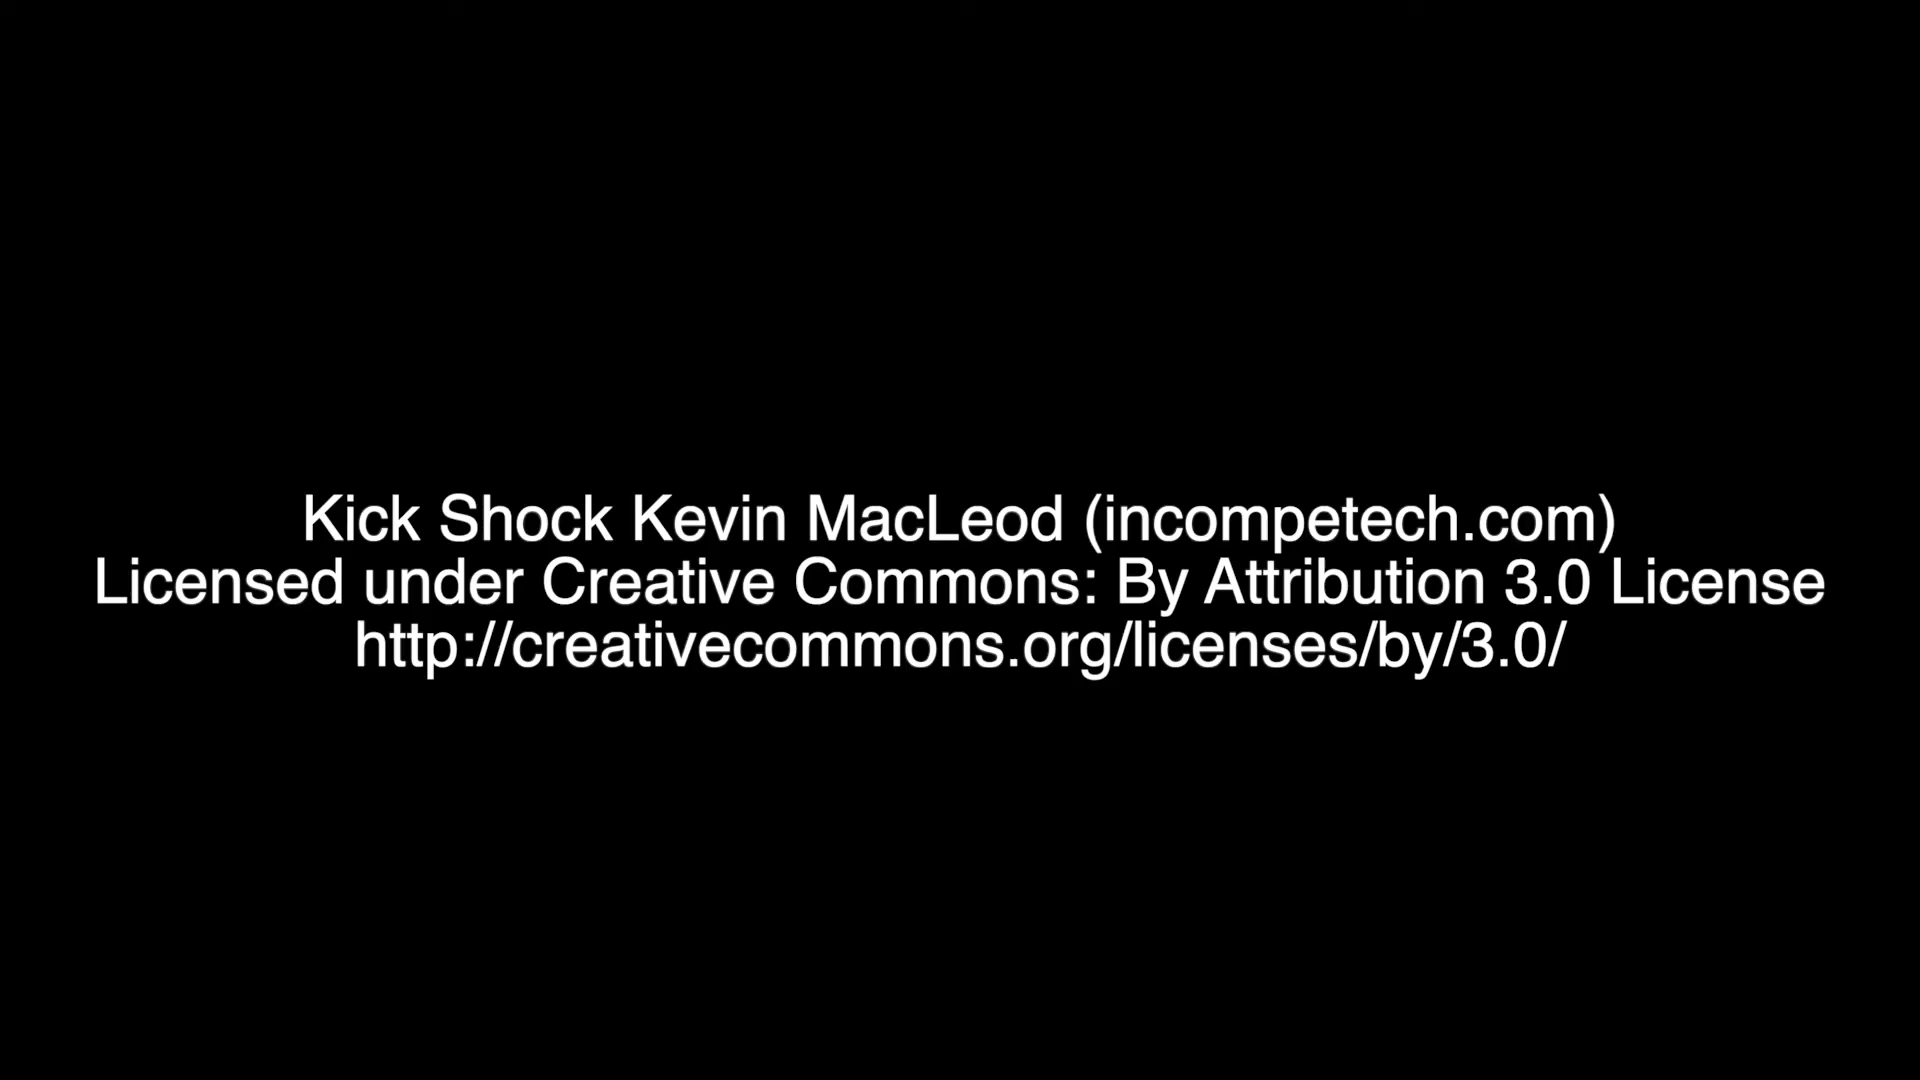 Kick Shock Kevin MacLeod (incompetech.com)
Licensed under Creative Commons: By Attribution 3.0 License
http://creativecommons.org/licenses/by/3.0/